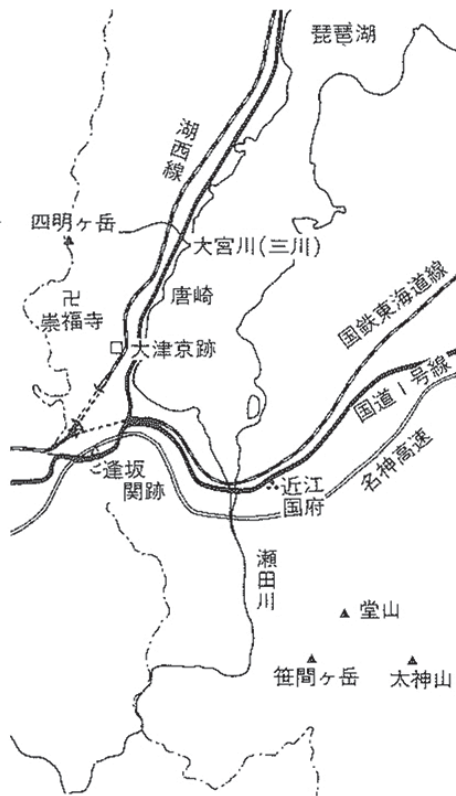 琵琶湖
湖西線
四明ヶ岳
大宮川(三川)
卍
崇福寺
唐崎
大津京跡
国鉄東海道線
国道1号線
名神高速
逢坂
関跡
近江
国府
瀬田川
堂山
笹間ヶ岳
太神山